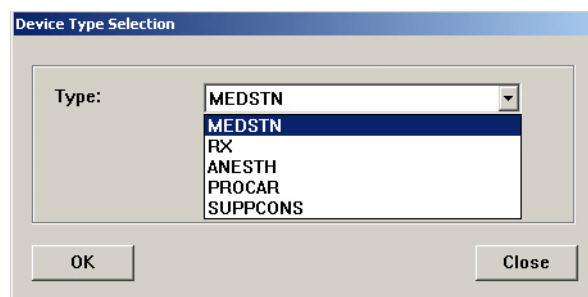 Device Type Selection
Type:
MEDSTN
MEDSTN
RX
ANESTH
PROCAR
SUPPCONS
OK
Close